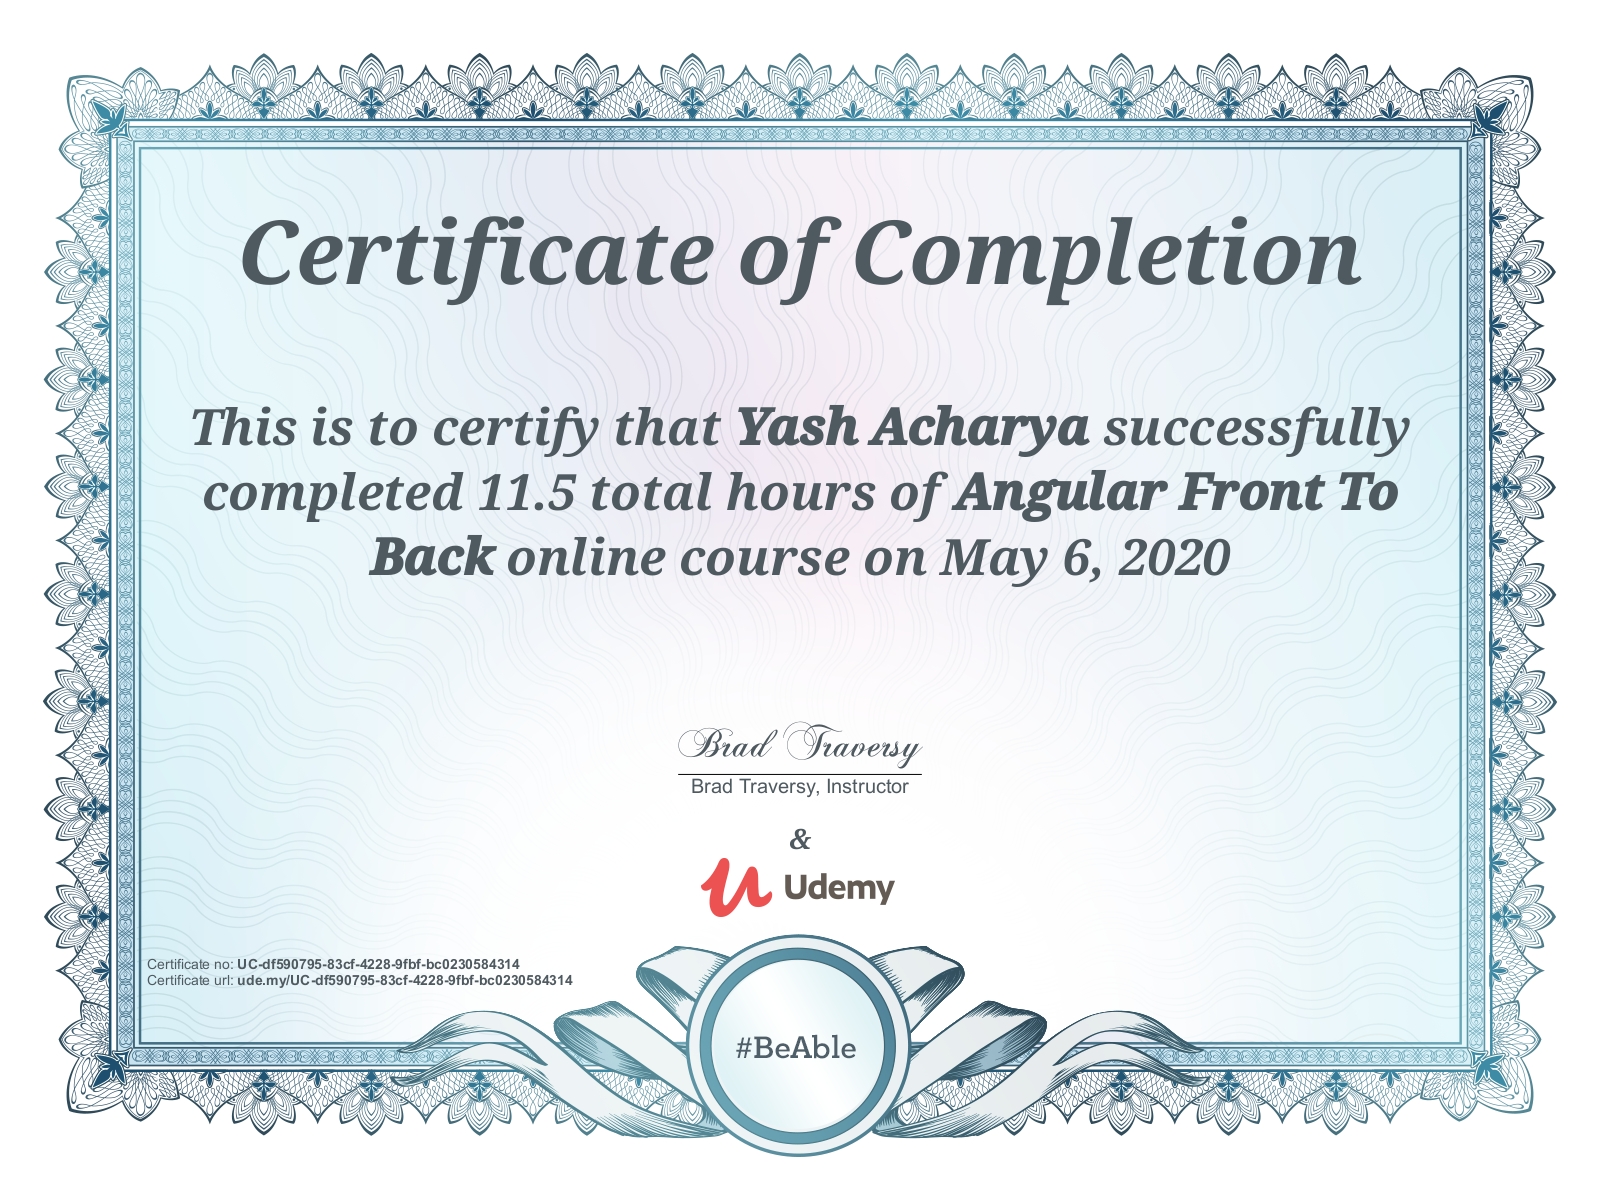 Certificate of Completion
This is to certify that Yash Acharya successfully
completed 11.5 total hours of Angular Front To
Back online course on May 6, 2020
Brad Traversy
Brad Traversy, Instructor
&
Udemy
Certificate no: UC-df590795-83cf-4228-9fbf-bc0230584314
Certificate url: ude.my/UC-df590795-83cf-4228-9fbf-bc0230584314
#BeAble